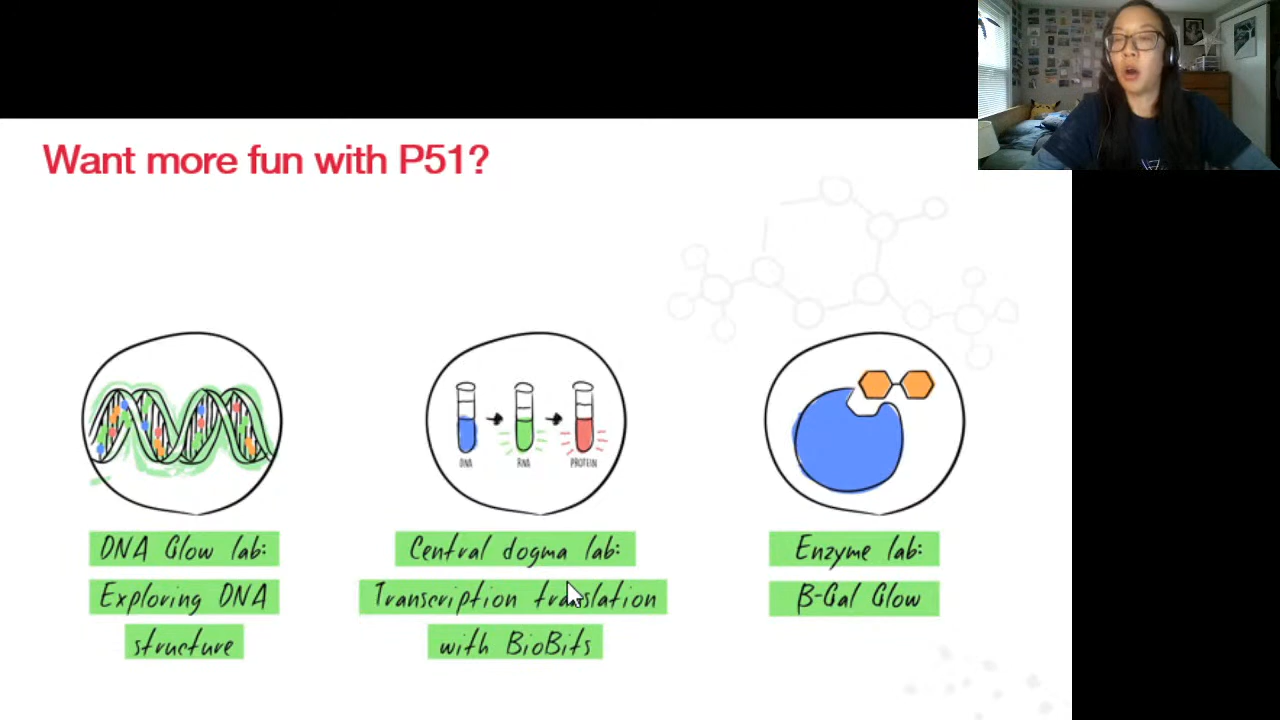 Want more fun with P51?
DNA
RNA
PROTEIN
DNA Glow lab:
Exploring DNA
structure
Central dogma lab:
Transcription translation
with BioBits
Enzyme lab:
β-Gal Glow